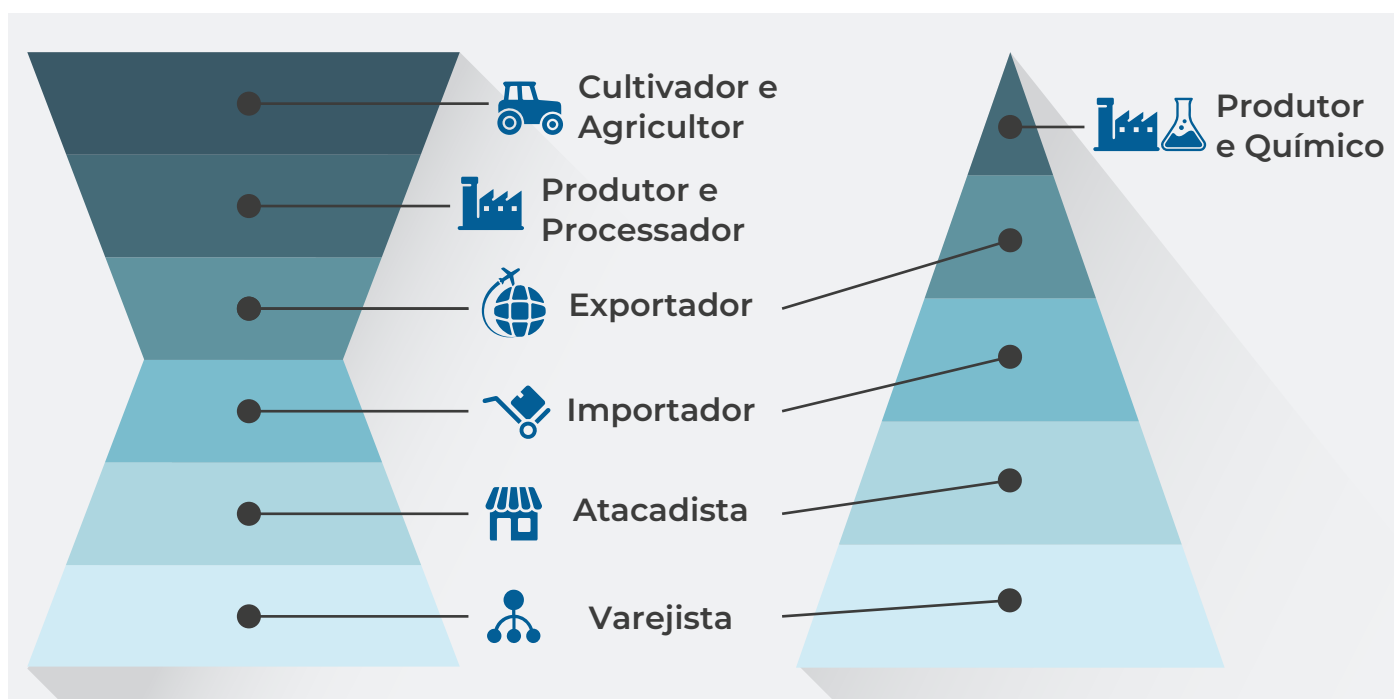 Cultivador e
Agricultor
Produtor e
Processador
Exportador
Importador
Atacadista
Varejista
Produtor
e Químico